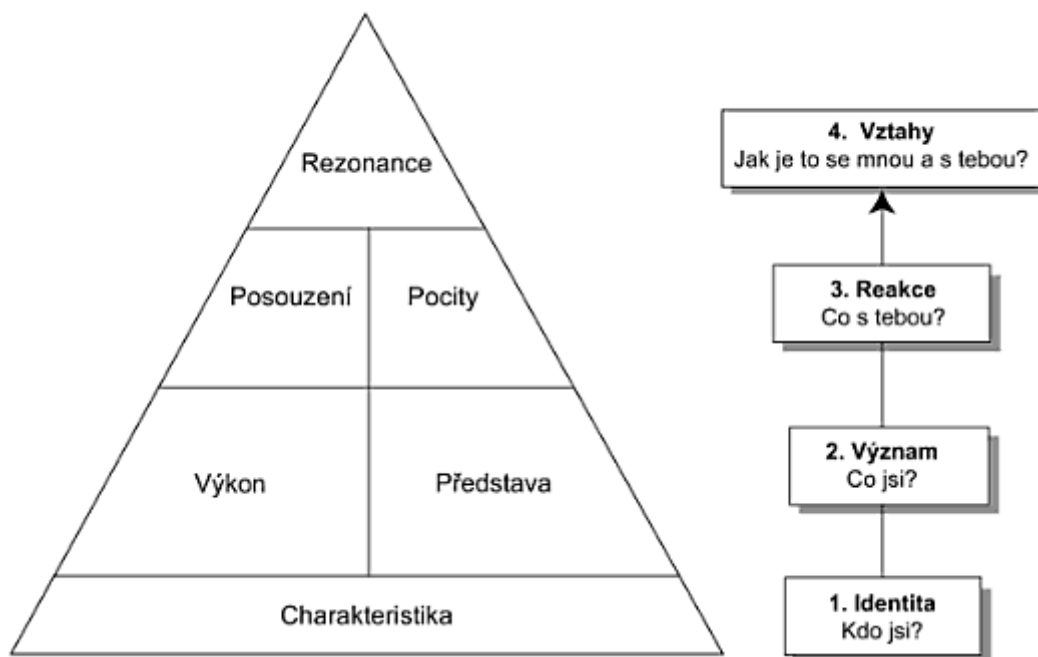 Rezonance
Posouzení
Pocity
Výkon
Představa
Charakteristika
4. Vztahy
Jak je to se mnou a s tebou?
3. Reakce
Co s tebou?
2. Význam
Co jsi?
1. Identita
Kdo jsi?